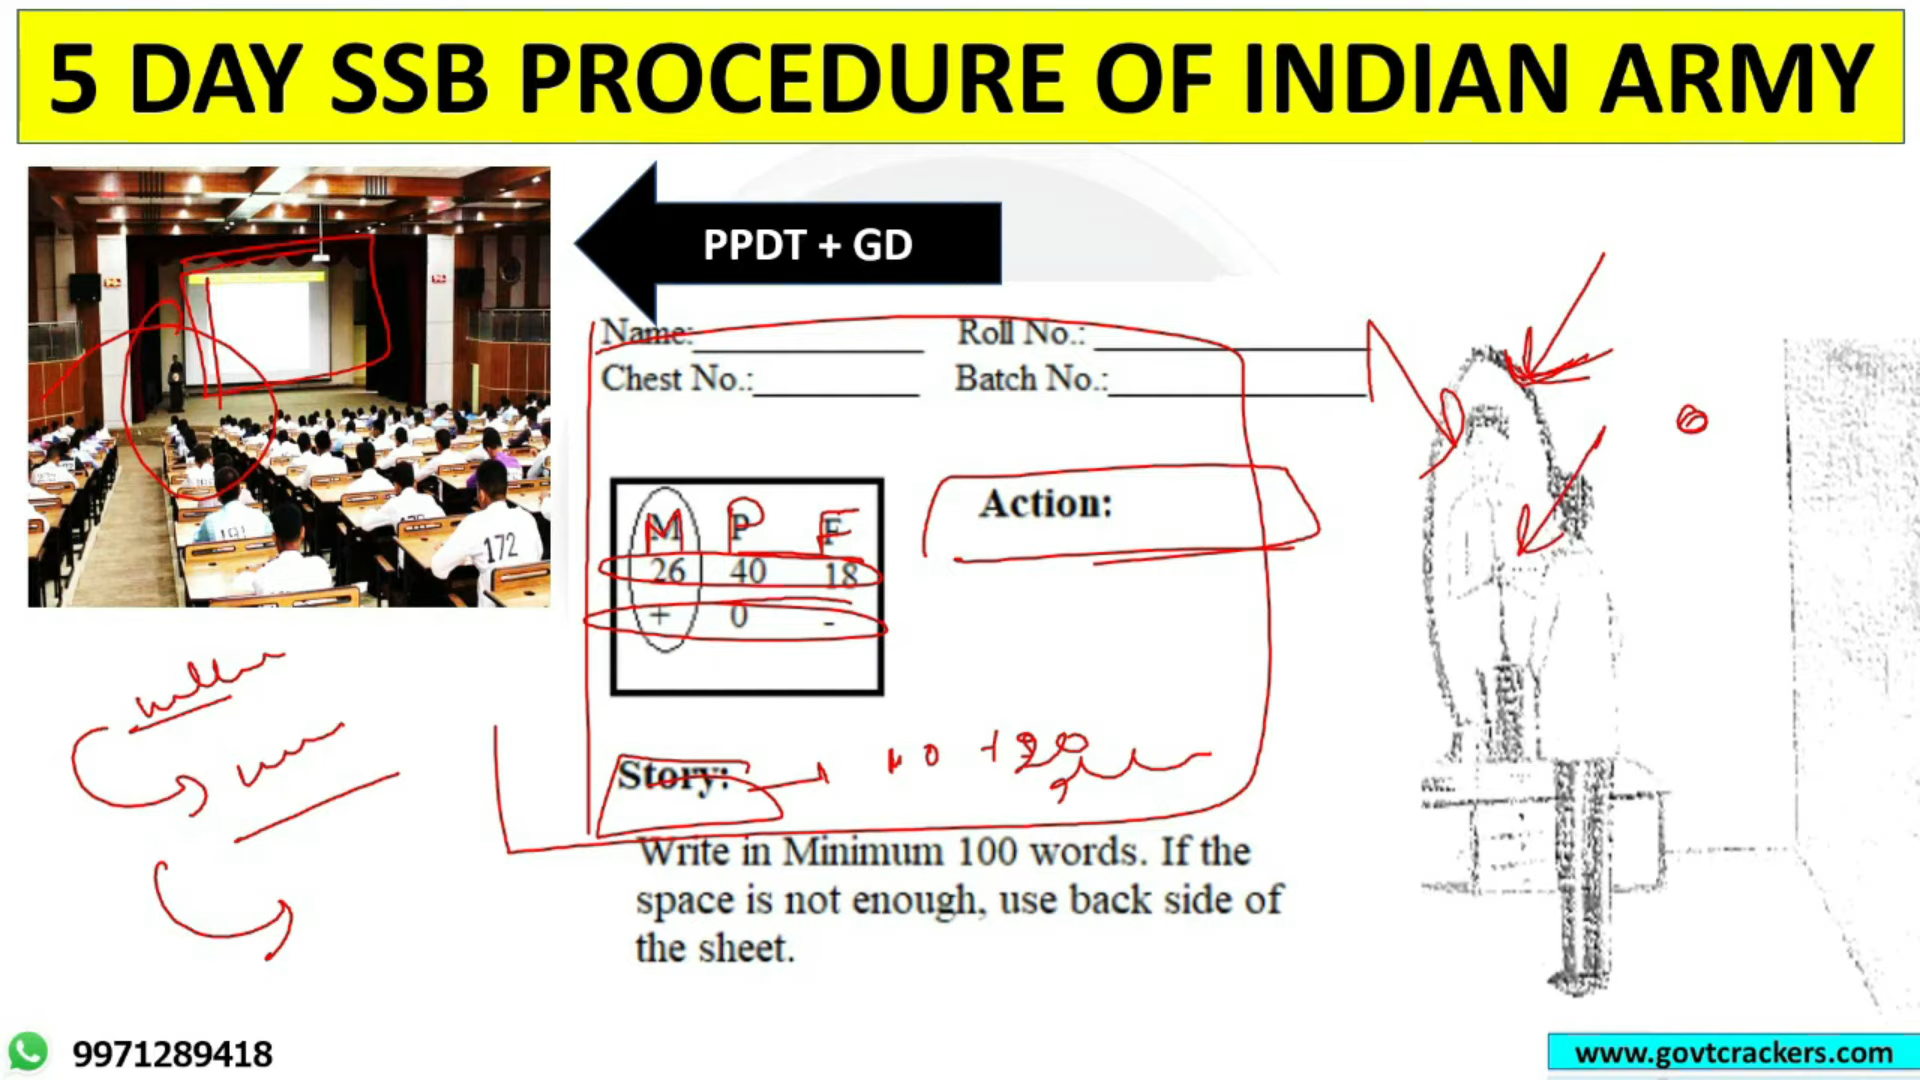 5 DAY SSB PROCEDURE OF INDIAN ARMY
PPDT + GD
Name: Roll No.:
Chest No.: Batch No.:
M P F
26 40 18
+ 0 -
Action:
Story:
Write in Minimum 100 words. If the
space is not enough, use back side of
the sheet.
172
9971289418
www.govtcrackers.com